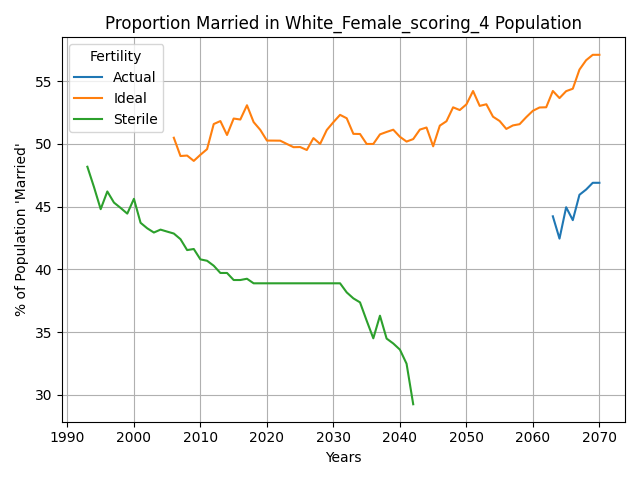 Proportion Married in White_Female_scoring_4 Population
Fertility
Actual
Ideal
Sterile
% of Population 'Married'
55
50
45
40
35
30
1990 2000 2010 2020 2030 2040 2050 2060 2070
Years